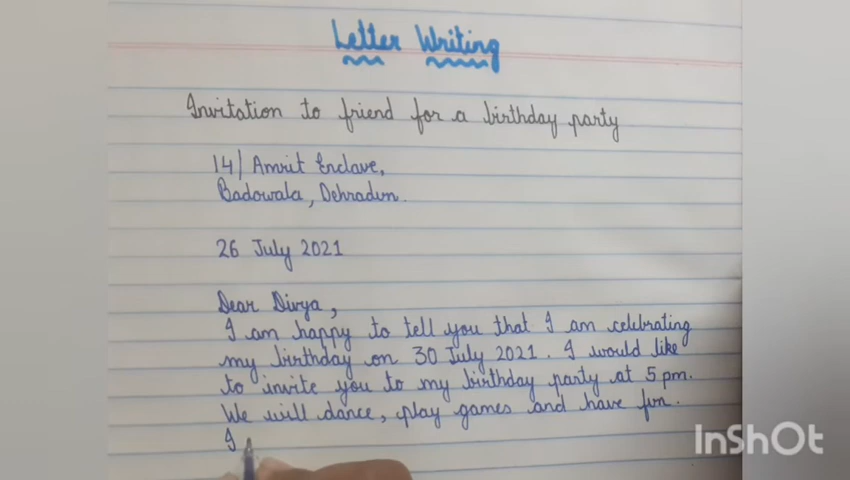 Letter Writing
Invitation to friend for a birthday party
14/ Amrit Enclave,
Badowala, Dehradun.
26 July 2021
Dear Divya,
I am happy to tell you that I am celebrating
my birthday on 30 July 2021. I would like
to invite you to my birthday party at 5 pm.
We will dance, play games and have fun.
I
InShOt